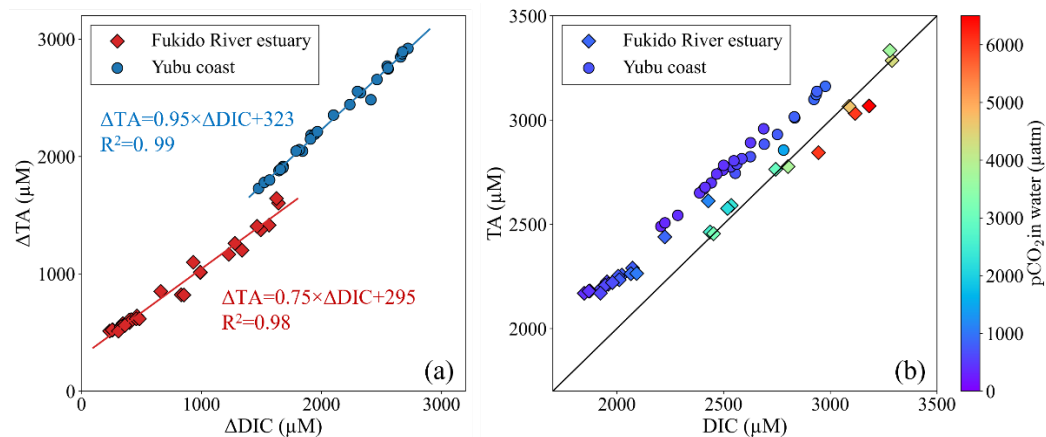 3000
2000
1000
0
0
1000
2000
3000
ΔTA (μM)
ΔDIC (μM)
Fukido River estuary
Yubu coast
ΔTA=0.95×ΔDIC+323
R²=0. 99
ΔTA=0.75×ΔDIC+295
R²=0.98
(a)
3500
3000
2500
2000
2000
2500
3000
3500
TA (μM)
DIC (μM)
Fukido River estuary
Yubu coast
(b)
6000
5000
4000
3000
2000
1000
0
pCO₂in water (μatm)